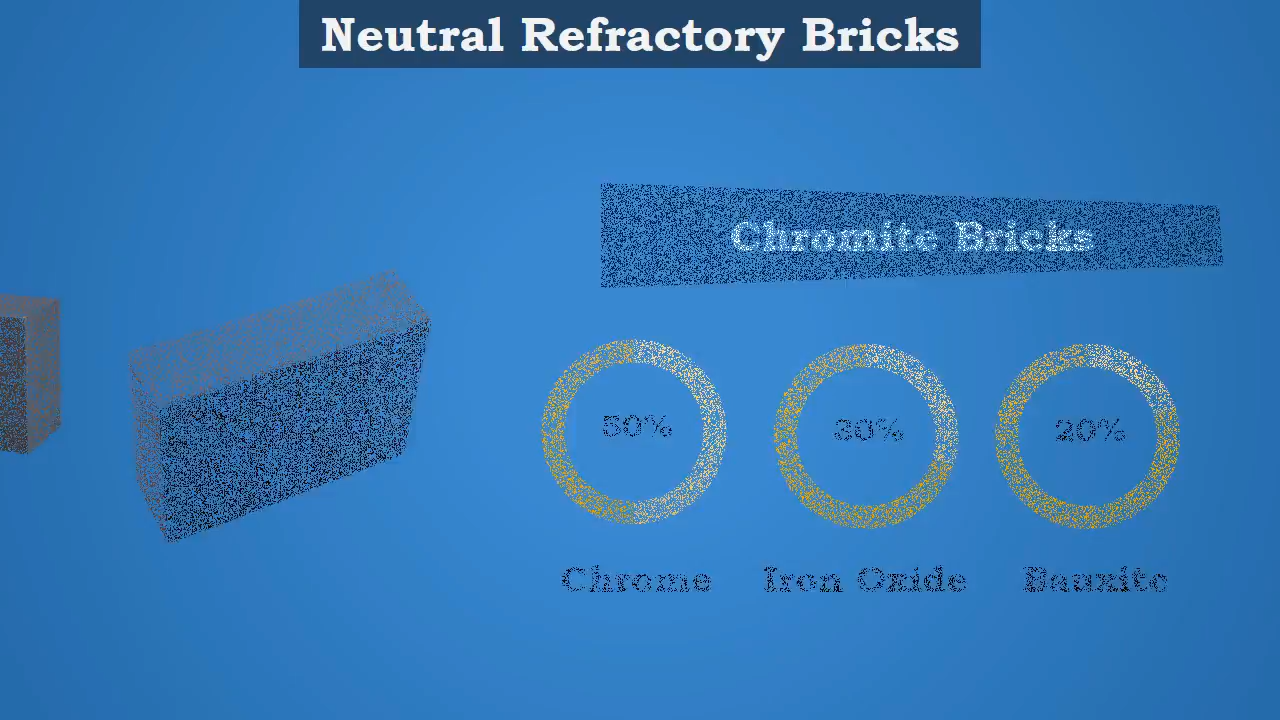 Neutral Refractory Bricks
Chromite Bricks
50%
30%
20%
Chrome
Iron Oxide
Bauxite